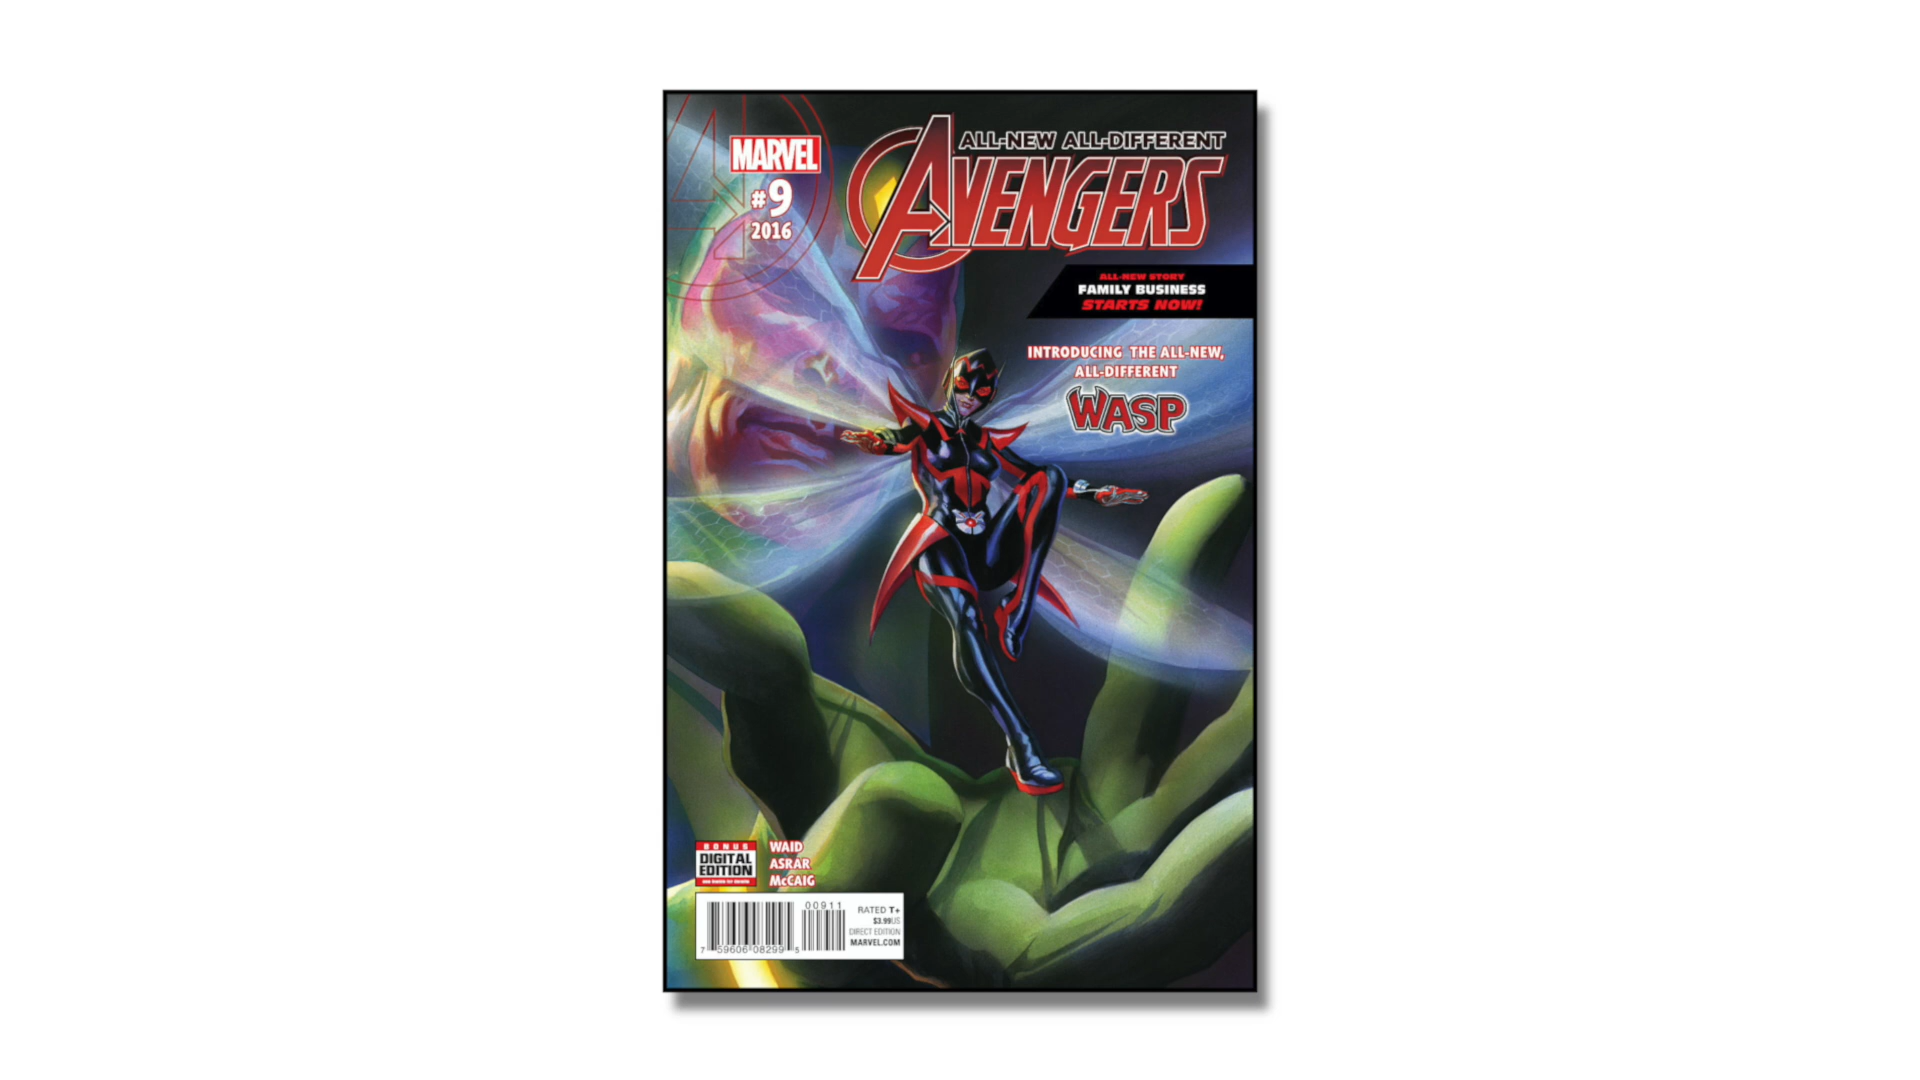 MARVEL
#9
2016
ALL-NEW ALL-DIFFERENT
AVENGERS
ALL-NEW STORY
FAMILY BUSINESS
STARTS NOW!
INTRODUCING THE ALL-NEW,
ALL-DIFFERENT
WASP
BONUS
DIGITAL
EDITION
WAID
ASRAR
McCAIG
00911
RATED T+
$3.99US
DIRECT EDITION
MARVEL.COM
7 59606 08299 5